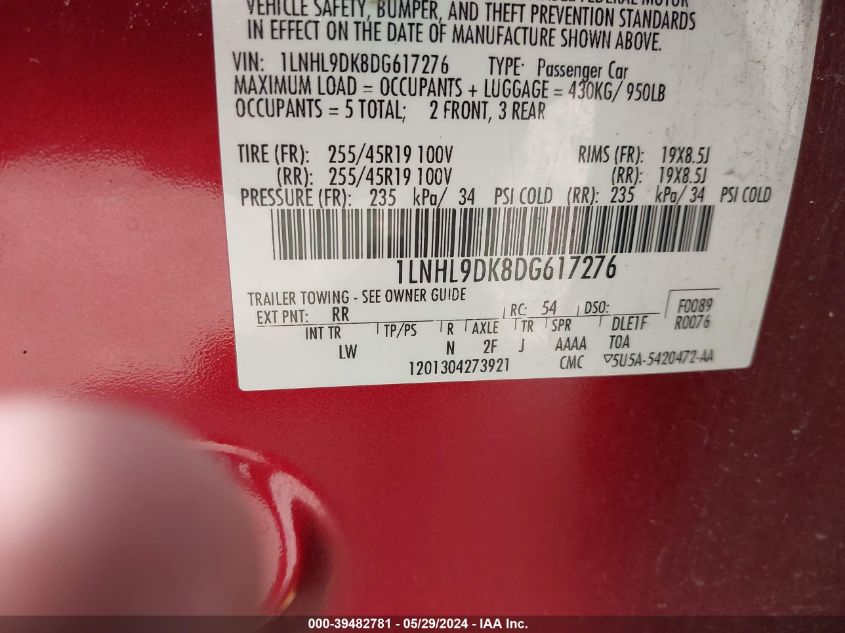 VEHICLE SAFETY, BUMPER, AND THEFT PREVENTION STANDARDS
IN EFFECT ON THE DATE OF MANUFACTURE SHOWN ABOVE.
VIN: 1LNHL9DK8DG617276 TYPE: Passenger Car
MAXIMUM LOAD = OCCUPANTS + LUGGAGE = 430KG/ 950LB
OCCUPANTS = 5 TOTAL; 2 FRONT, 3 REAR
TIRE (FR): 255/45R19 100V RIMS (FR): 19X8.5J
(RR): 255/45R19 100V (RR): 19X8.5J
PRESSURE (FR): 235 kPa/ 34 PSI COLD (RR): 235 kPa/ 34 PSI COLD
1LNHL9DK8DG617276
TRAILER TOWING - SEE OWNER GUIDE
EXT PNT: RR RC: 54 DSO: F0089
INT TR TP/PS R AXLE TR SPR DLE1F R0076
LW N 2F J AAAA TOA
1201304273921 CMC 5U5A-5420472-AA
000-39482781 - 05/29/2024 - IAA Inc.